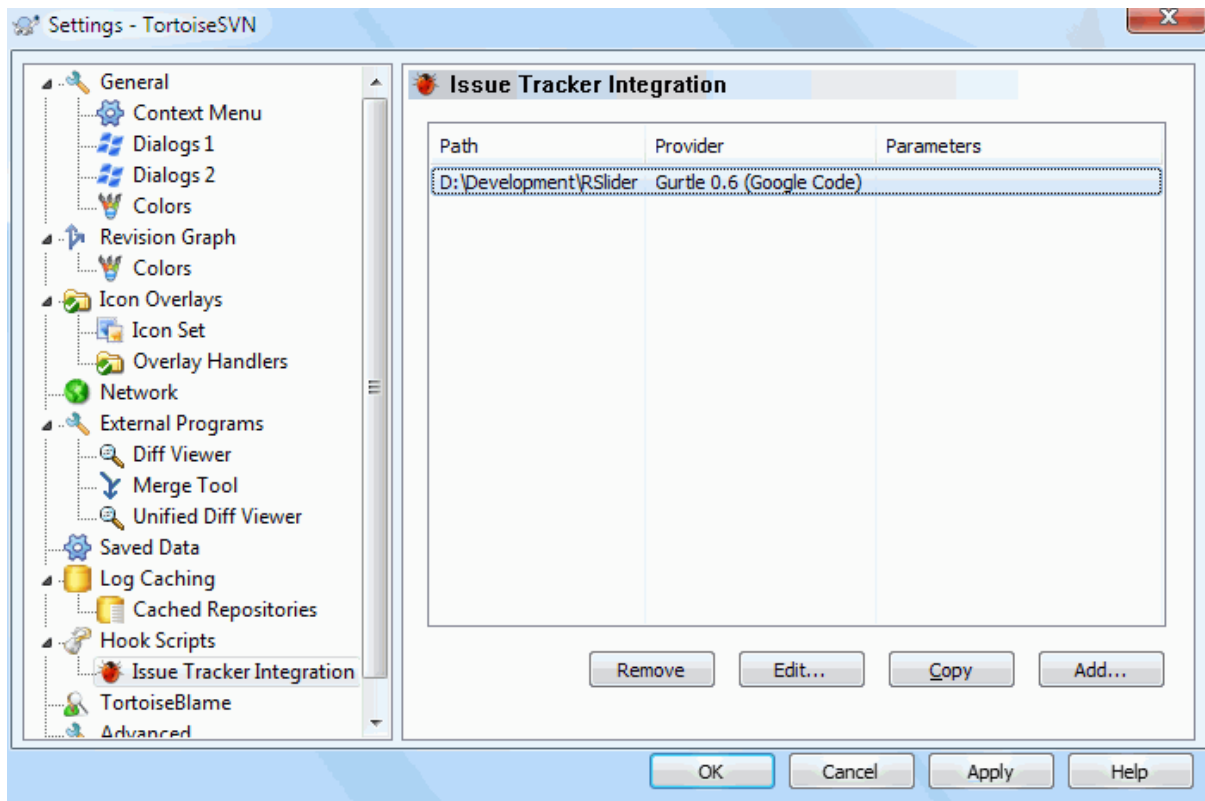 Settings - TortoiseSVN
General
Context Menu
Dialogs 1
Dialogs 2
Colors
Revision Graph
Colors
Icon Overlays
Icon Set
Overlay Handlers
Network
External Programs
Diff Viewer
Merge Tool
Unified Diff Viewer
Saved Data
Log Caching
Cached Repositories
Hook Scripts
Issue Tracker Integration
TortoiseBlame
Advanced
Issue Tracker Integration
Path Provider Parameters
D:\Development\RSlider Gurtle 0.6 (Google Code)
Remove Edit... Copy Add...
OK Cancel Apply Help